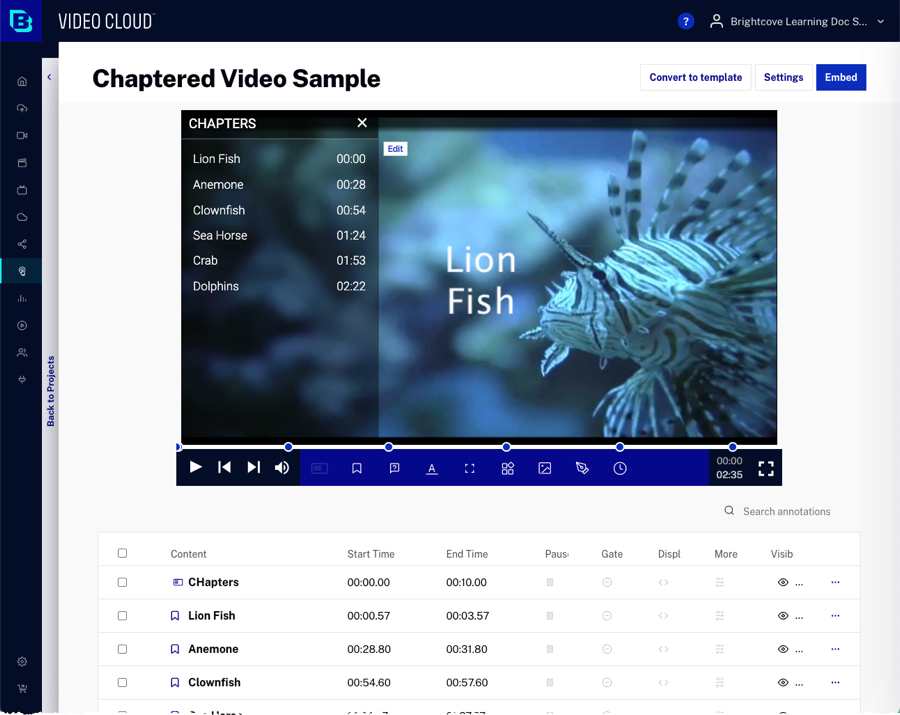 VIDEO CLOUD
? Brightcove Learning Doc S...
Chaptered Video Sample
Convert to template Settings Embed
Back to Projects
CHAPTERS
Edit
Lion Fish 00:00
Anemone 00:28
Clownfish 00:54
Sea Horse 01:24
Crab 01:53
Dolphins 02:22
Lion
Fish
00:00
02:35
Search annotations
Content Start Time End Time Paus Gate Displ More Visib
CHapters 00:00.00 00:10.00 ... ...
Lion Fish 00:00.57 00:03.57 ... ...
Anemone 00:28.80 00:31.80 ... ...
Clownfish 00:54.60 00:57.60 ... ...